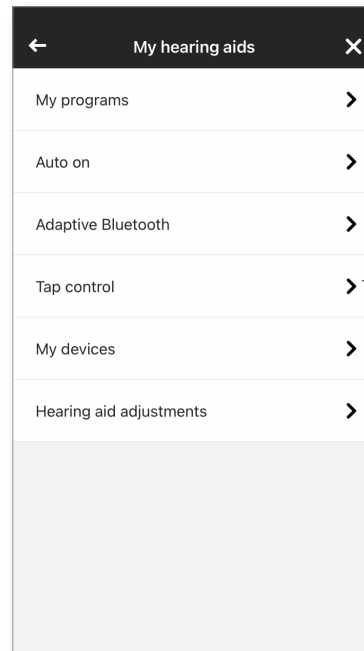 My hearing aids
My programs
Auto on
Adaptive Bluetooth
Tap control
My devices
Hearing aid adjustments